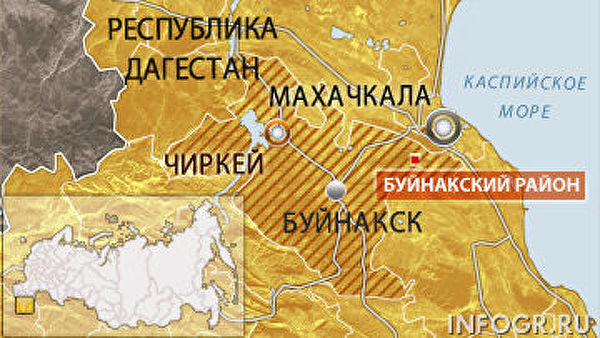 РЕСПУБЛИКА
ДАГЕСТАН
МАХАЧКАЛА
КАСПИЙСКОЕ
МОРЕ
ЧИРКЕЙ
БУЙНАКСКИЙ РАЙОН
БУЙНАКСК
INFOGR.RU